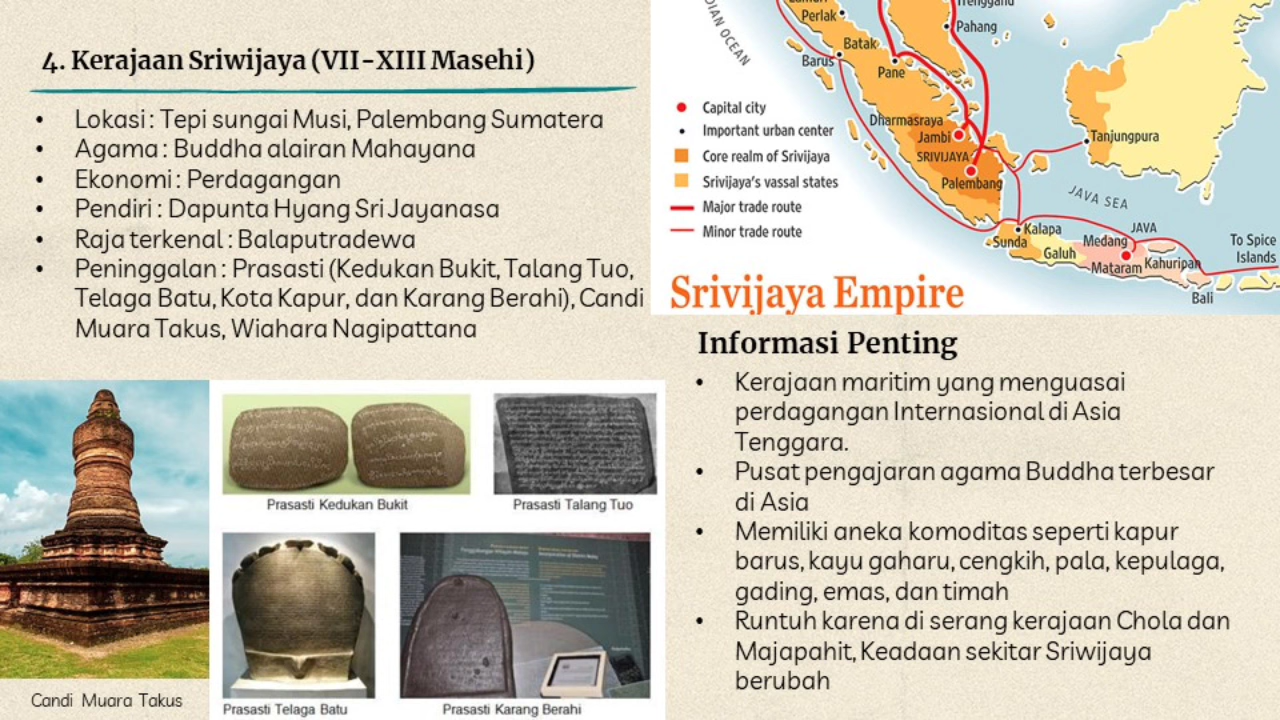 4. Kerajaan Sriwijaya (VII-XIII Masehi)
• Lokasi : Tepi sungai Musi, Palembang Sumatera
• Agama : Buddha alairan Mahayana
• Ekonomi : Perdagangan
• Pendiri : Dapunta Hyang Sri Jayanasa
• Raja terkenal : Balaputradewa
• Peninggalan : Prasasti (Kedukan Bukit, Talang Tuo,
Telaga Batu, Kota Kapur, dan Karang Berahi), Candi
Muara Takus, Wiahara Nagipattana
Perlak
Pahang
Batak
Barus
Pane
OCEAN
Capital city
Important urban center
Core realm of Srivijaya
Srivijaya's vassal states
Major trade route
Minor trade route
Dharmasraya
Jambi
SRIVIJAYA
Palembang
Tanjungpura
JAVA SEA
Kalapa
Sunda
Galuh
Medang
JAVA
Mataram
Kahuripan
To Spice
Islands
Bali
Srivijaya Empire
Informasi Penting
• Kerajaan maritim yang menguasai
perdagangan Internasional di Asia
Tenggara.
• Pusat pengajaran agama Buddha terbesar
di Asia
• Memiliki aneka komoditas seperti kapur
barus, kayu gaharu, cengkih, pala, kepulaga,
gading, emas, dan timah
• Runtuh karena di serang kerajaan Chola dan
Majapahit, Keadaan sekitar Sriwijaya
berubah
Candi Muara Takus
Prasasti Kedukan Bukit
Prasasti Talang Tuo
Prasasti Telaga Batu
Prasasti Karang Berahi